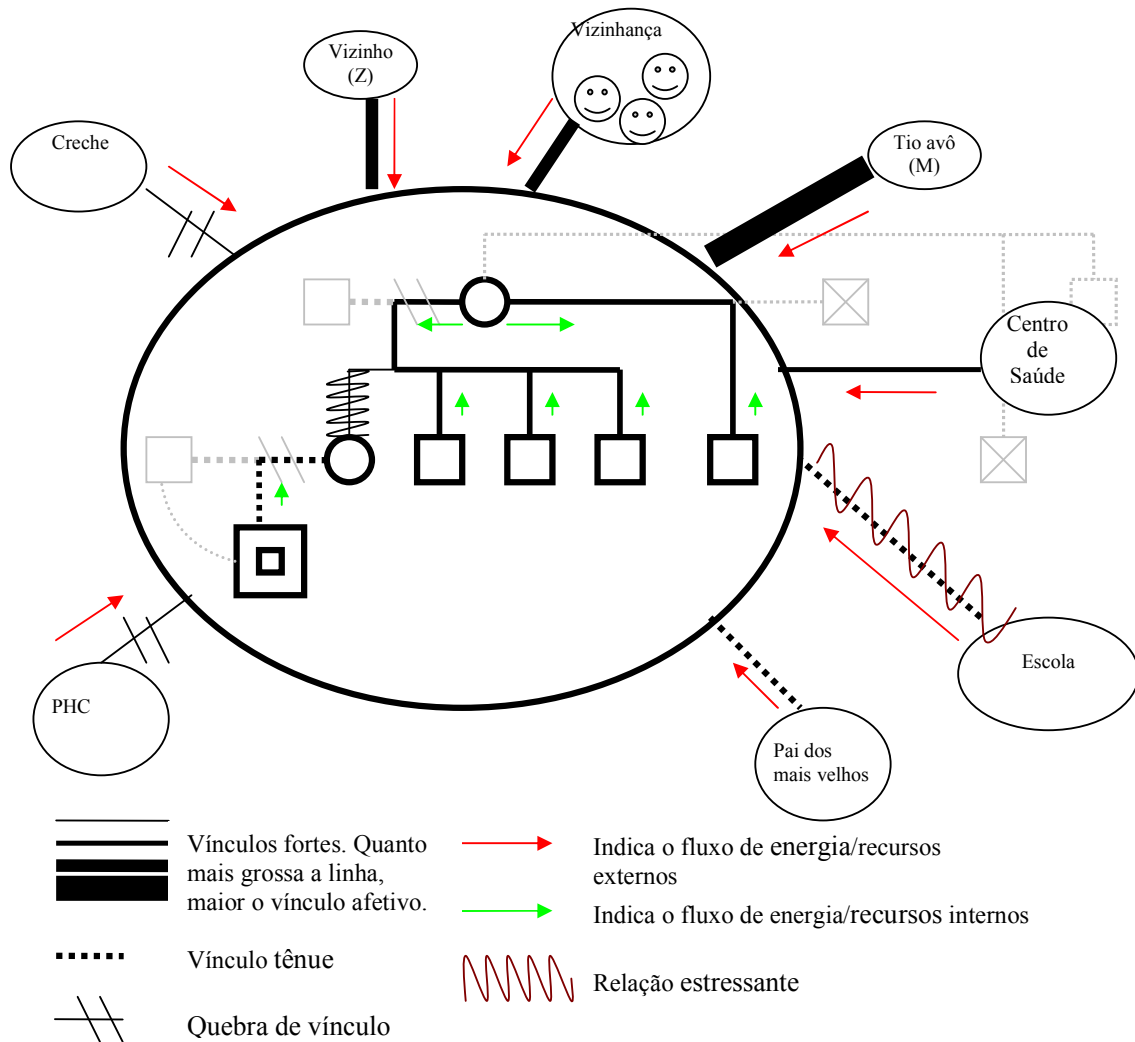 Vizinho
(Z)
Vizinhança
Creche
Tio avô
(M)
Centro
de
Saúde
Escola
PHC
Pai dos
mais velhos
Vínculos fortes. Quanto
mais grossa a linha,
maior o vínculo afetivo.
Vínculo tênue
Quebra de vínculo
Indica o fluxo de energia/recursos
externos
Indica o fluxo de energia/recursos internos
Relação estressante